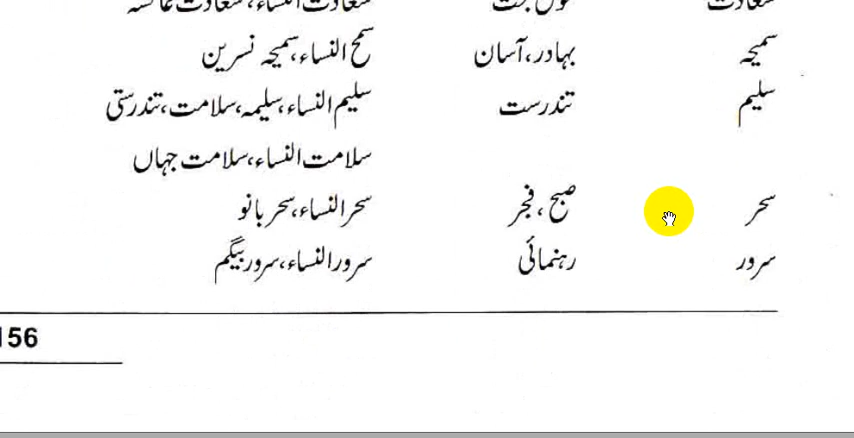 سمیحہ بہادر،آسان سمح النساء،سمیحہ نسرین
سلیم تندرست سلیم النساء،سلیمہ،سلامت،تندرستی
سلامت النساء،سلامت جہاں
سحر صبح،فجر سحر النساء،سحر بانو
سرور رہنمائی سرور النساء،سرور بیگم
156